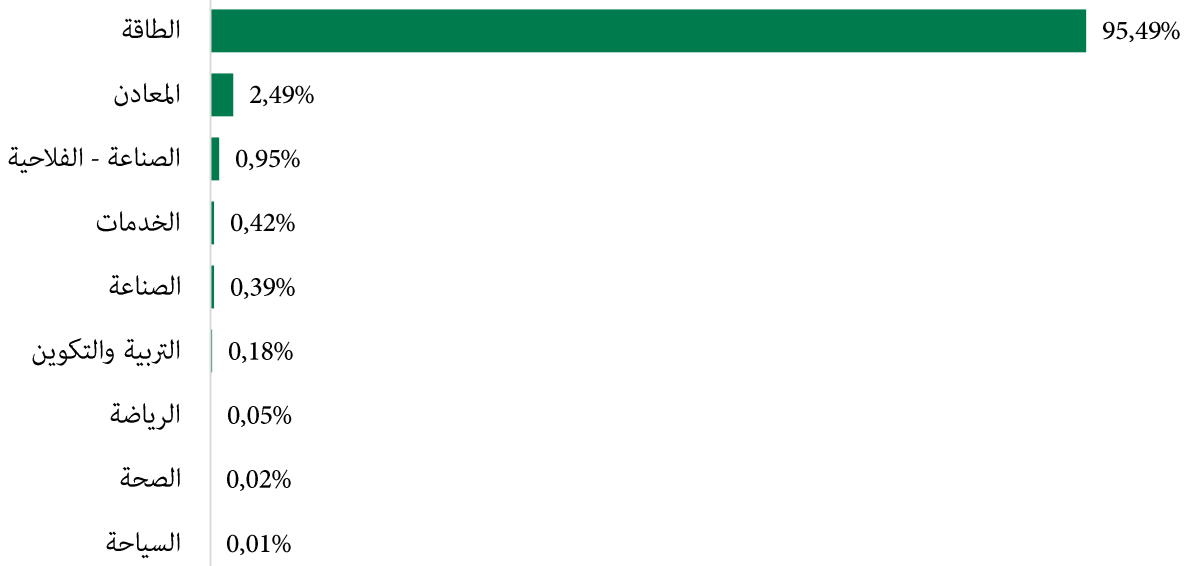 الطاقة 95,49%
المعادن 2,49%
الصناعة - الفلاحية 0,95%
الخدمات 0,42%
الصناعة 0,39%
التربية والتكوين 0,18%
الرياضة 0,05%
الصحة 0,02%
السياحة 0,01%